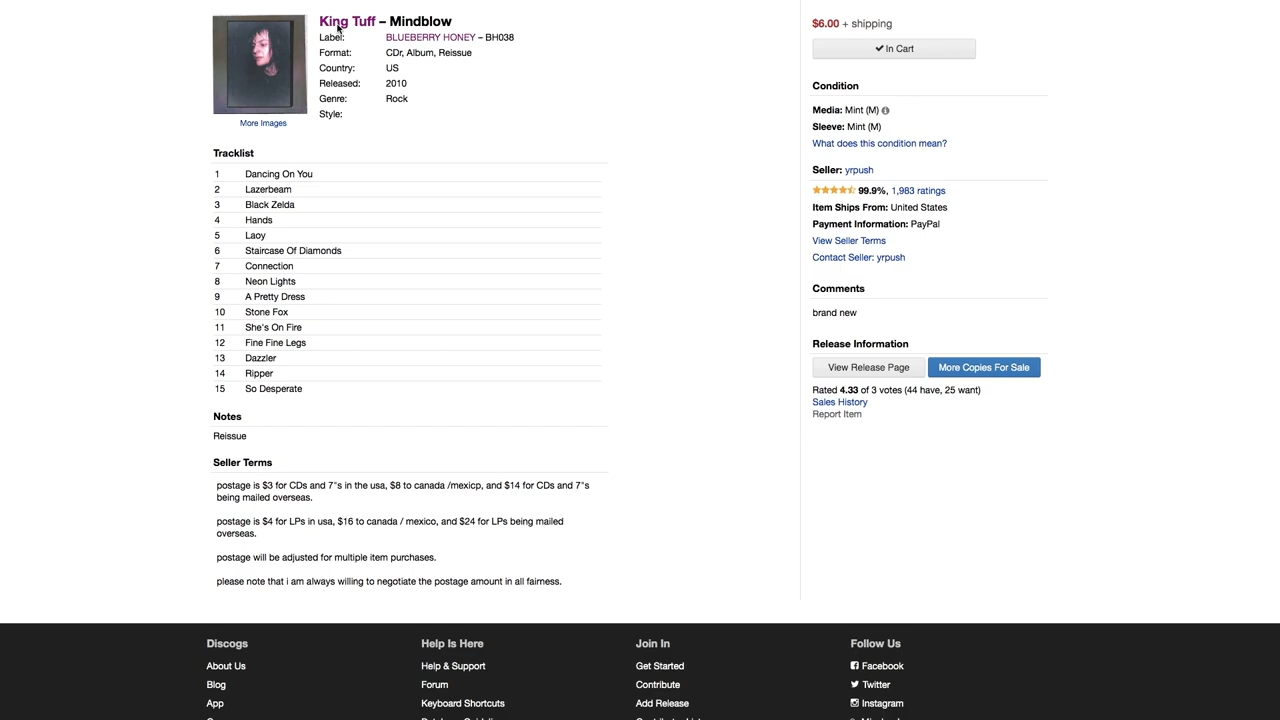 King Tuff – Mindblow
Label: BLUEBERRY HONEY – BH038
Format: CDr, Album, Reissue
Country: US
Released: 2010
Genre: Rock
Style:
More Images
Tracklist
1 Dancing On You
2 Lazerbeam
3 Black Zelda
4 Hands
5 Laoy
6 Staircase Of Diamonds
7 Connection
8 Neon Lights
9 A Pretty Dress
10 Stone Fox
11 She's On Fire
12 Fine Fine Legs
13 Dazzler
14 Ripper
15 So Desperate
Notes
Reissue
Seller Terms
postage is $3 for CDs and 7"s in the usa, $8 to canada /mexicp, and $14 for CDs and 7"s
being mailed overseas.
postage is $4 for LPs in usa, $16 to canada / mexico, and $24 for LPs being mailed
overseas.
postage will be adjusted for multiple item purchases.
please note that i am always willing to negotiate the postage amount in all fairness.
$6.00 + shipping
In Cart
Condition
Media: Mint (M)
Sleeve: Mint (M)
What does this condition mean?
Seller: yrpush
99.9%, 1,983 ratings
Item Ships From: United States
Payment Information: PayPal
View Seller Terms
Contact Seller: yrpush
Comments
brand new
Release Information
View Release Page
More Copies For Sale
Rated 4.33 of 3 votes (44 have, 25 want)
Sales History
Report Item
Discogs
About Us
Blog
App
Help Is Here
Help & Support
Forum
Keyboard Shortcuts
Join In
Get Started
Contribute
Add Release
Follow Us
Facebook
Twitter
Instagram